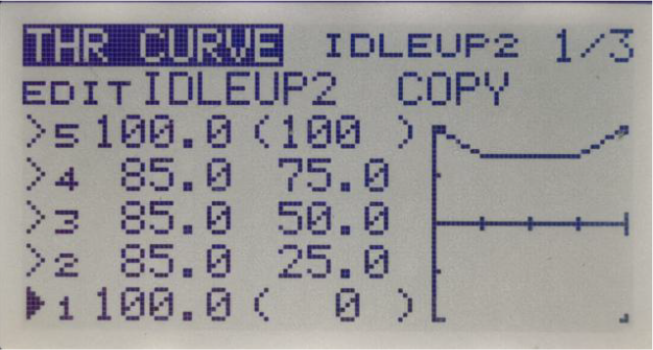 THR CURVE IDLEUP2 1/3
EDIT IDLEUP2 COPY
>5 100.0 (100 )
>4 85.0 75.0
>3 85.0 50.0
>2 85.0 25.0
▶1 100.0 ( 0 )